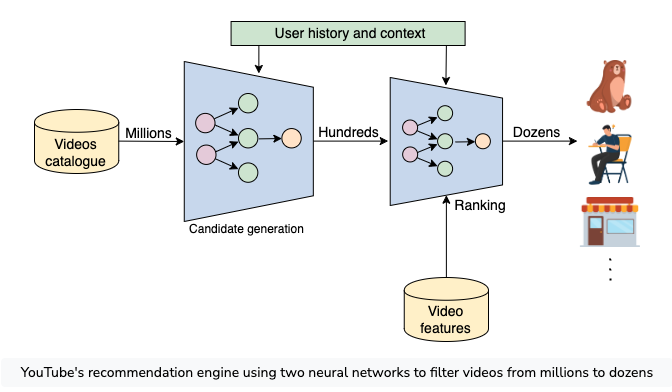 User history and context
Videos
catalogue
Millions
Hundreds
Dozens
Candidate generation
Ranking
Video
features
YouTube's recommendation engine using two neural networks to filter videos from millions to dozens